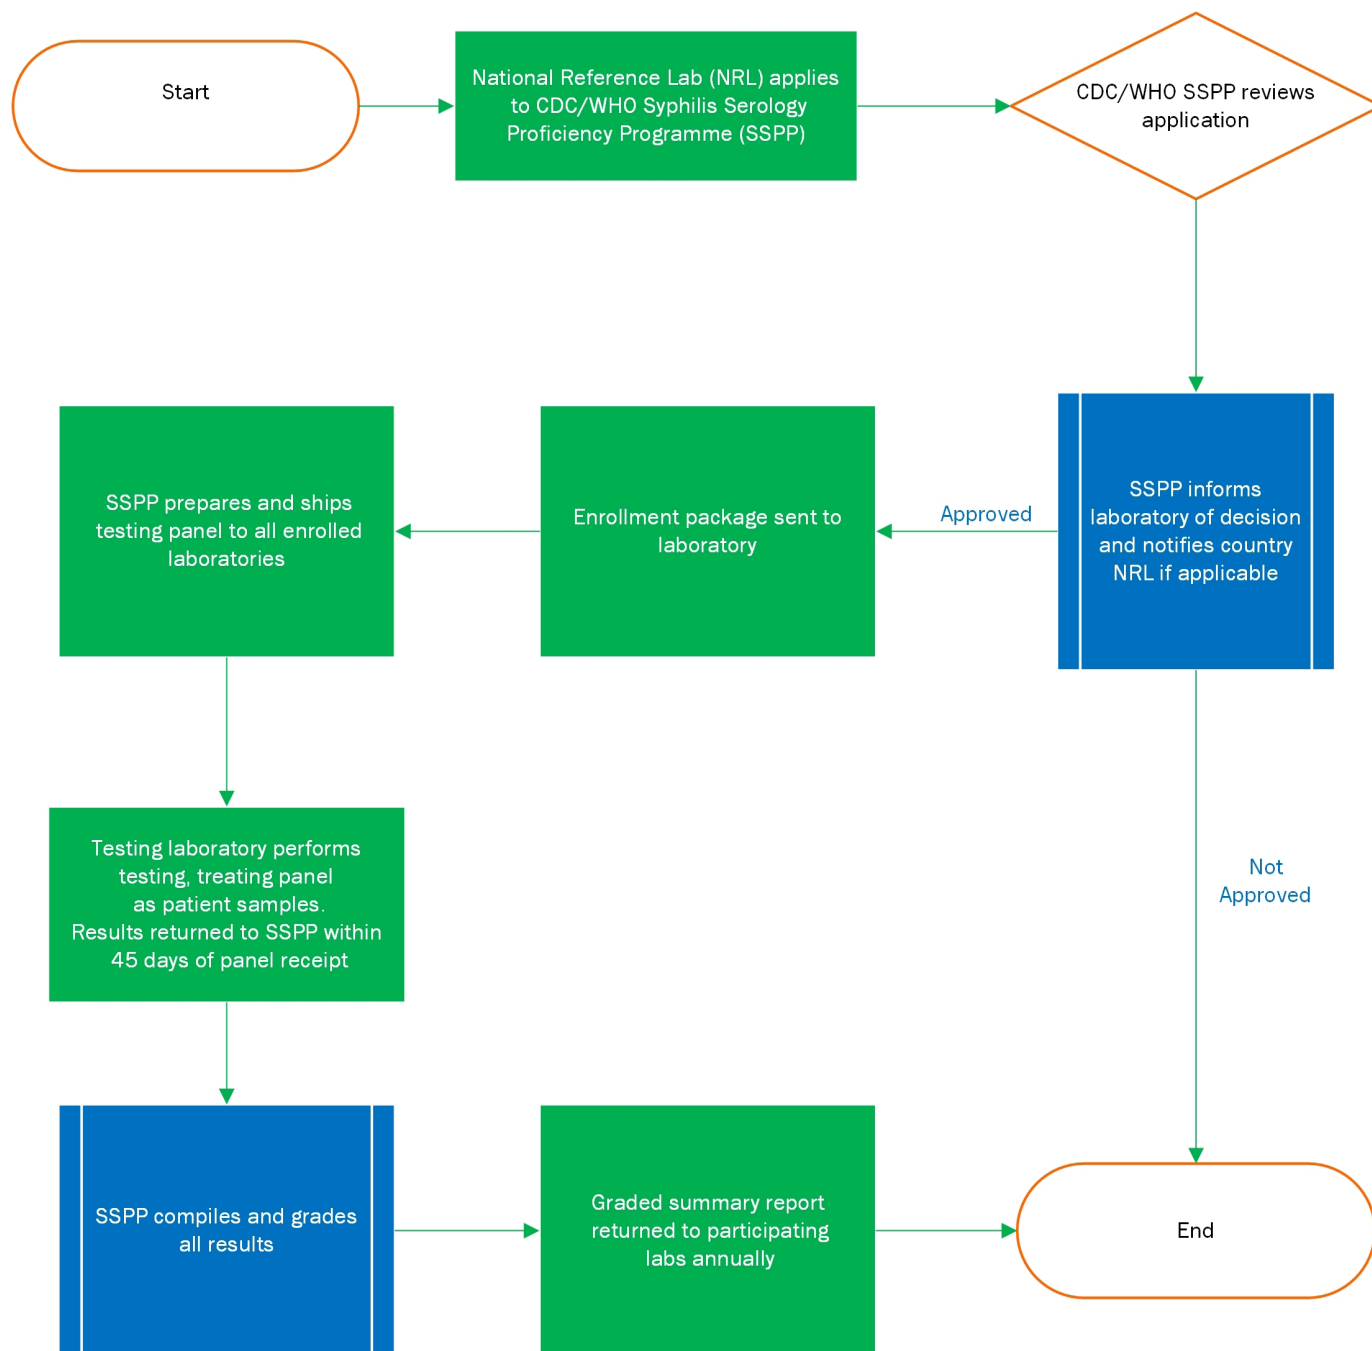 Start
National Reference Lab (NRL) applies
to CDC/WHO Syphilis Serology
Proficiency Programme (SSPP)
CDC/WHO SSPP reviews
application
SSPP informs
laboratory of decision
and notifies country
NRL if applicable
Approved
Enrollment package sent to
laboratory
SSPP prepares and ships
testing panel to all enrolled
laboratories
Testing laboratory performs
testing, treating panel
as patient samples.
Results returned to SSPP within
45 days of panel receipt
Not
Approved
SSPP compiles and grades
all results
Graded summary report
returned to participating
labs annually
End